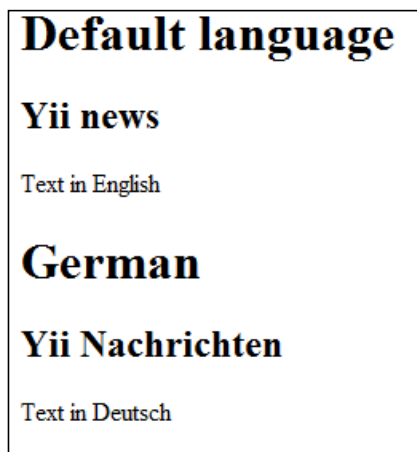 Default language
Yii news
Text in English
German
Yii Nachrichten
Text in Deutsch